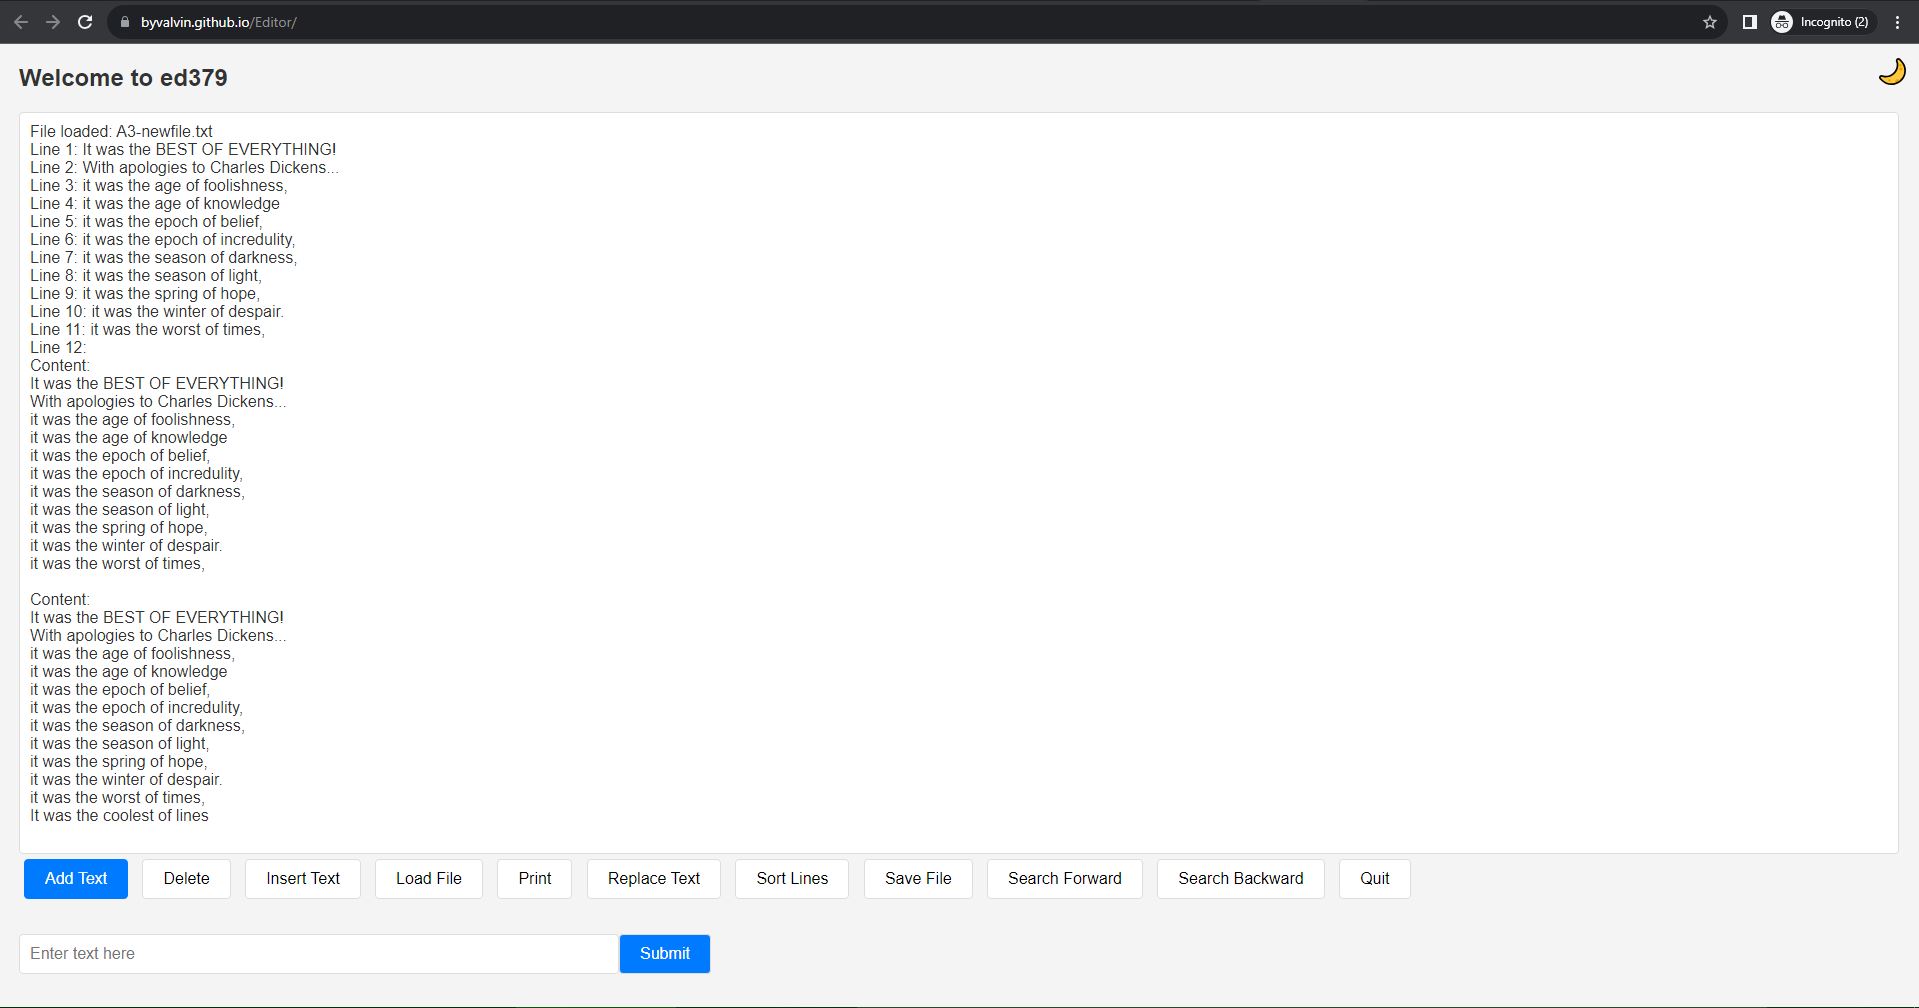 byvalvin.github.io/Editor/
Incognito (2)
Welcome to ed379
File loaded: A3-newfile.txt
Line 1: It was the BEST OF EVERYTHING!
Line 2: With apologies to Charles Dickens...
Line 3: it was the age of foolishness,
Line 4: it was the age of knowledge
Line 5: it was the epoch of belief,
Line 6: it was the epoch of incredulity,
Line 7: it was the season of darkness,
Line 8: it was the season of light,
Line 9: it was the spring of hope,
Line 10: it was the winter of despair.
Line 11: it was the worst of times,
Line 12:
Content:
It was the BEST OF EVERYTHING!
With apologies to Charles Dickens...
it was the age of foolishness,
it was the age of knowledge
it was the epoch of belief,
it was the epoch of incredulity,
it was the season of darkness,
it was the season of light,
it was the spring of hope,
it was the winter of despair.
it was the worst of times,
Content:
It was the BEST OF EVERYTHING!
With apologies to Charles Dickens...
it was the age of foolishness,
it was the age of knowledge
it was the epoch of belief,
it was the epoch of incredulity,
it was the season of darkness,
it was the season of light,
it was the spring of hope,
it was the winter of despair.
it was the worst of times,
It was the coolest of lines
Add Text Delete Insert Text Load File Print Replace Text Sort Lines Save File Search Forward Search Backward Quit
Enter text here Submit